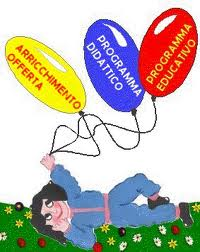 ARRICCHIMENTO
OFFERTA
PROGRAMMA
DIDATTICO
PROGRAMMA
EDUCATIVO